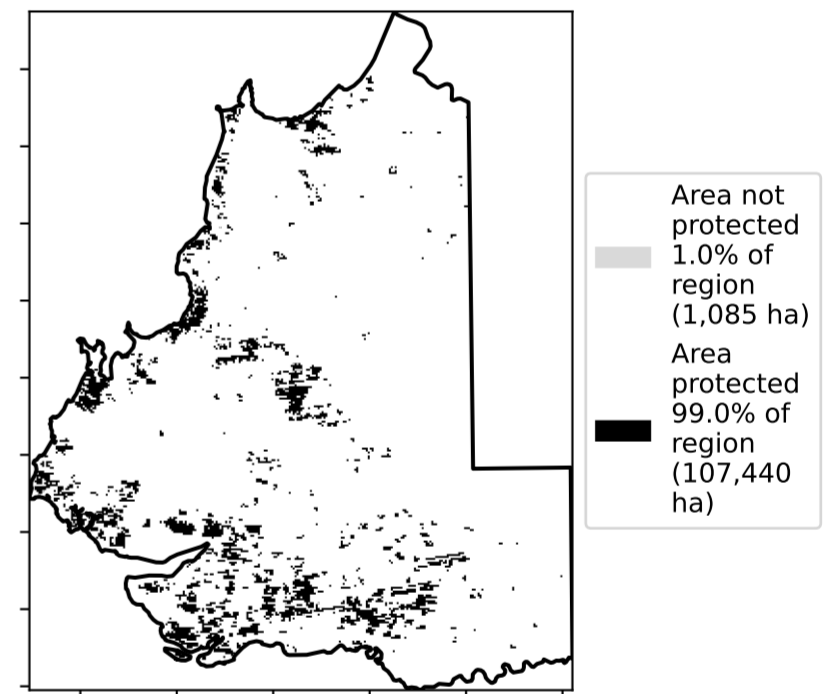 Area not
protected
1.0% of
region
(1,085 ha)
Area
protected
99.0% of
region
(107,440
ha)